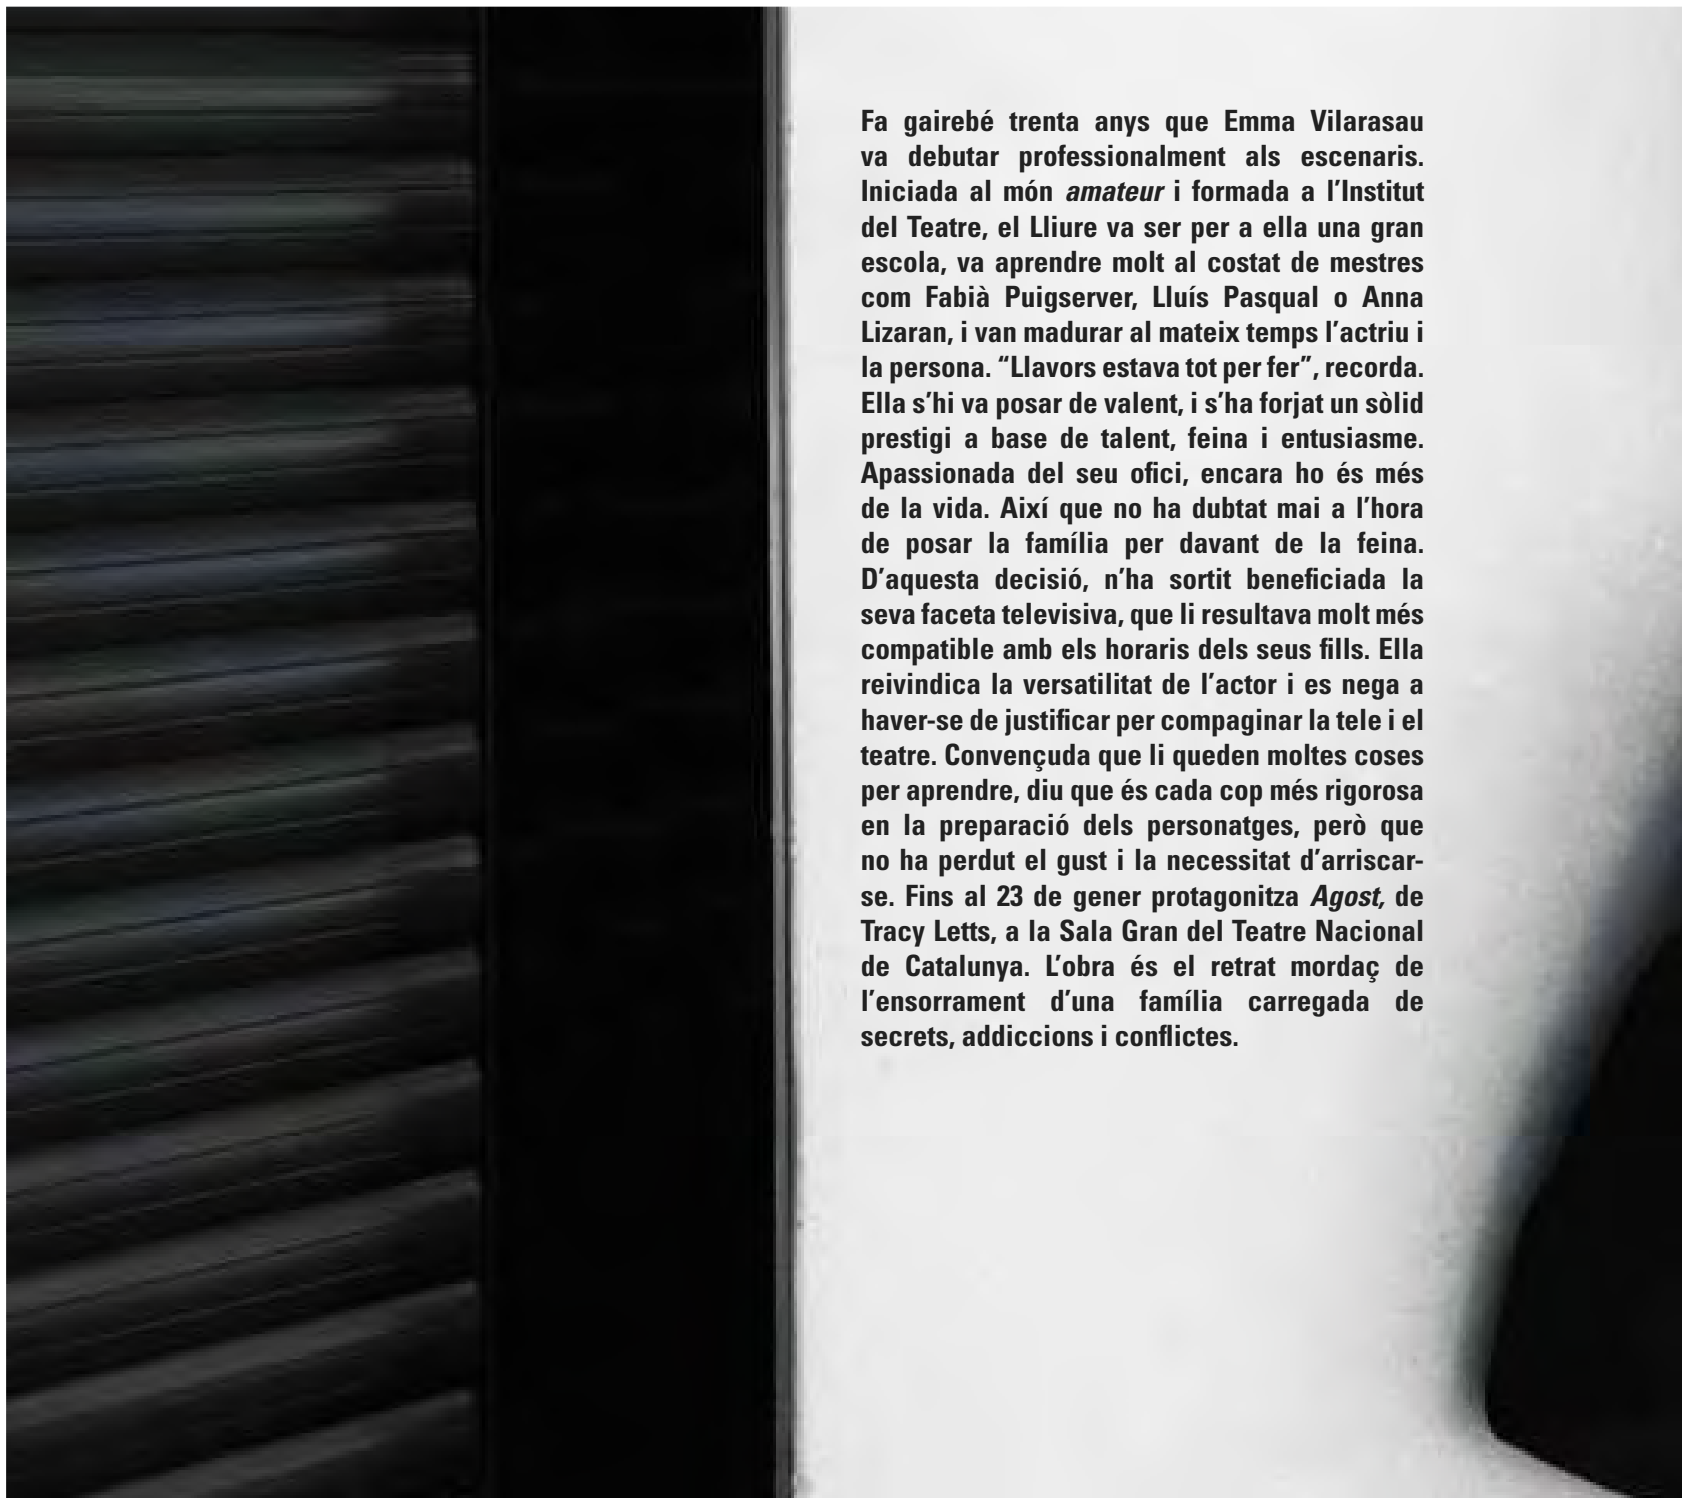 Fa gairebé trenta anys que Emma Vilarasau
va debutar professionalment als escenaris.
Iniciada al món amateur i formada a l'Institut
del Teatre, el Lliure va ser per a ella una gran
escola, va aprendre molt al costat de mestres
com Fabià Puigserver, Lluís Pasqual o Anna
Lizaran, i van madurar al mateix temps l'actriu i
la persona. “Llavors estava tot per fer”, recorda.
Ella s'hi va posar de valent, i s'ha forjat un sòlid
prestigi a base de talent, feina i entusiasme.
Apassionada del seu ofici, encara ho és més
de la vida. Així que no ha dubtat mai a l'hora
de posar la família per davant de la feina.
D'aquesta decisió, n'ha sortit beneficiada la
seva faceta televisiva, que li resultava molt més
compatible amb els horaris dels seus fills. Ella
reivindica la versatilitat de l'actor i es nega a
haver-se de justificar per compaginar la tele i el
teatre. Convençuda que li queden moltes coses
per aprendre, diu que és cada cop més rigorosa
en la preparació dels personatges, però que
no ha perdut el gust i la necessitat d'arriscar-
se. Fins al 23 de gener protagonitza Agost, de
Tracy Letts, a la Sala Gran del Teatre Nacional
de Catalunya. L'obra és el retrat mordaç de
l'ensorrament d'una família carregada de
secrets, addiccions i conflictes.